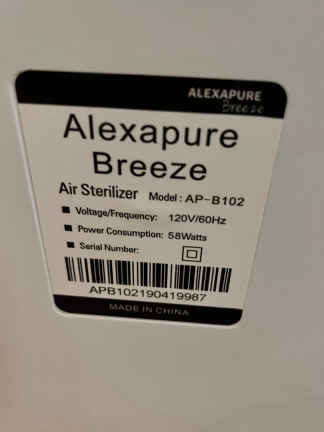 ALEXAPURE
Breeze
Alexapure
Breeze
Air Sterilizer Model: AP-B102
■ Voltage/Frequency: 120V/60Hz
■ Power Consumption: 58Watts
■ Serial Number:
APB102190419987
MADE IN CHINA